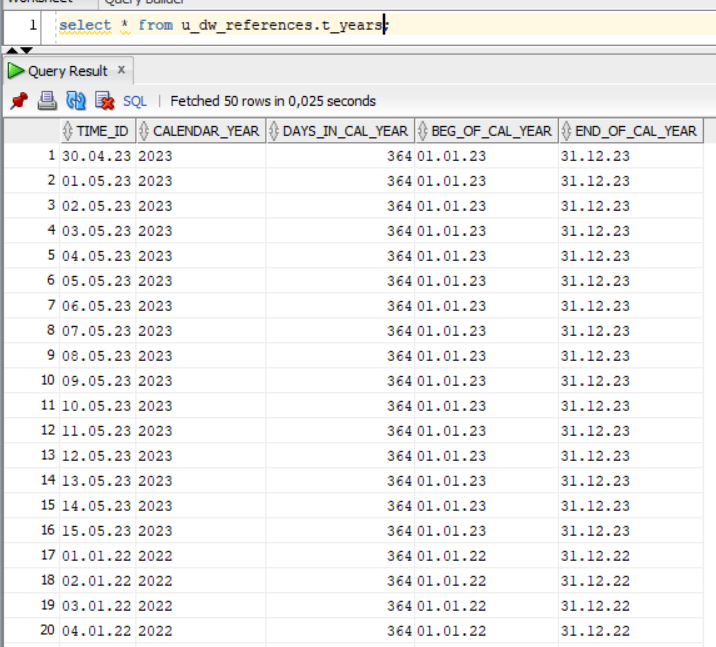 Worksheet Query Builder
1 select * from u_dw_references.t_years;
Query Result x
SQL | Fetched 50 rows in 0,025 seconds
TIME_ID CALENDAR_YEAR DAYS_IN_CAL_YEAR BEG_OF_CAL_YEAR END_OF_CAL_YEAR
1 30.04.23 2023 364 01.01.23 31.12.23
2 01.05.23 2023 364 01.01.23 31.12.23
3 02.05.23 2023 364 01.01.23 31.12.23
4 03.05.23 2023 364 01.01.23 31.12.23
5 04.05.23 2023 364 01.01.23 31.12.23
6 05.05.23 2023 364 01.01.23 31.12.23
7 06.05.23 2023 364 01.01.23 31.12.23
8 07.05.23 2023 364 01.01.23 31.12.23
9 08.05.23 2023 364 01.01.23 31.12.23
10 09.05.23 2023 364 01.01.23 31.12.23
11 10.05.23 2023 364 01.01.23 31.12.23
12 11.05.23 2023 364 01.01.23 31.12.23
13 12.05.23 2023 364 01.01.23 31.12.23
14 13.05.23 2023 364 01.01.23 31.12.23
15 14.05.23 2023 364 01.01.23 31.12.23
16 15.05.23 2023 364 01.01.23 31.12.23
17 01.01.22 2022 364 01.01.22 31.12.22
18 02.01.22 2022 364 01.01.22 31.12.22
19 03.01.22 2022 364 01.01.22 31.12.22
20 04.01.22 2022 364 01.01.22 31.12.22